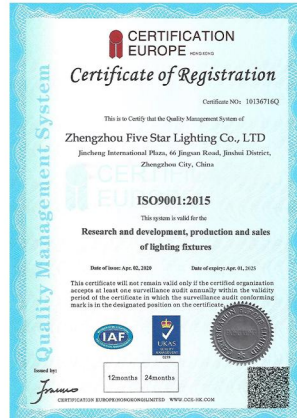 CERTIFICATION
EUROPE HONGKONG
Certificate of Registration
Certificate NO: 10136716Q
This is to Certify that the Quality Management System of
Zhengzhou Five Star Lighting Co., LTD
Jincheng International Plaza, 66 Jingsan Road, Jinshui District,
Zhengzhou City, China
ISO9001:2015
This system is valid for the
Research and development, production and sales
of lighting fixtures
Date of issue: Apr. 02, 2020 Date of expiry: Apr. 01, 2023
This certificate will not remain valid only if the certified organization
accepts at least one surveillance audit annually within the validity
period of the certificate in which the surveillance audit conforming
mark is in the designated position on the certificate.
IAF
UKAS
Issued by:
12months 24months
CERTIFICATION EUROPE(HONGKONG)LIMITED WWW.CCS-HK.COM
Quality Management System